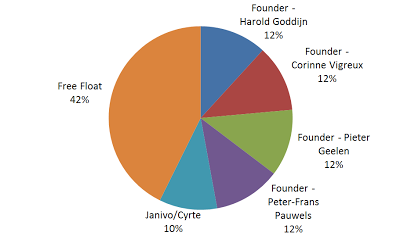 Founder -
Harold Goddijn
12%
Founder -
Corinne Vigreux
12%
Founder - Pieter
Geelen
12%
Founder -
Peter-Frans
Pauwels
12%
Janivo/Cyrte
10%
Free Float
42%